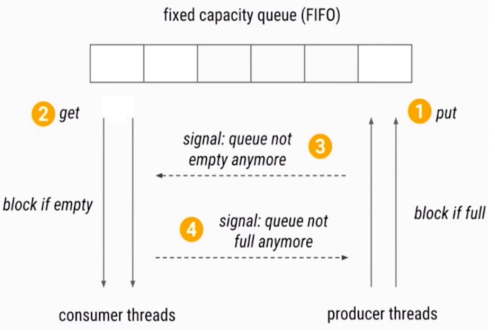 fixed capacity queue (FIFO)
2 get
1 put
signal: queue not
empty anymore
3
block if empty
4
signal: queue not
full anymore
block if full
consumer threads
producer threads